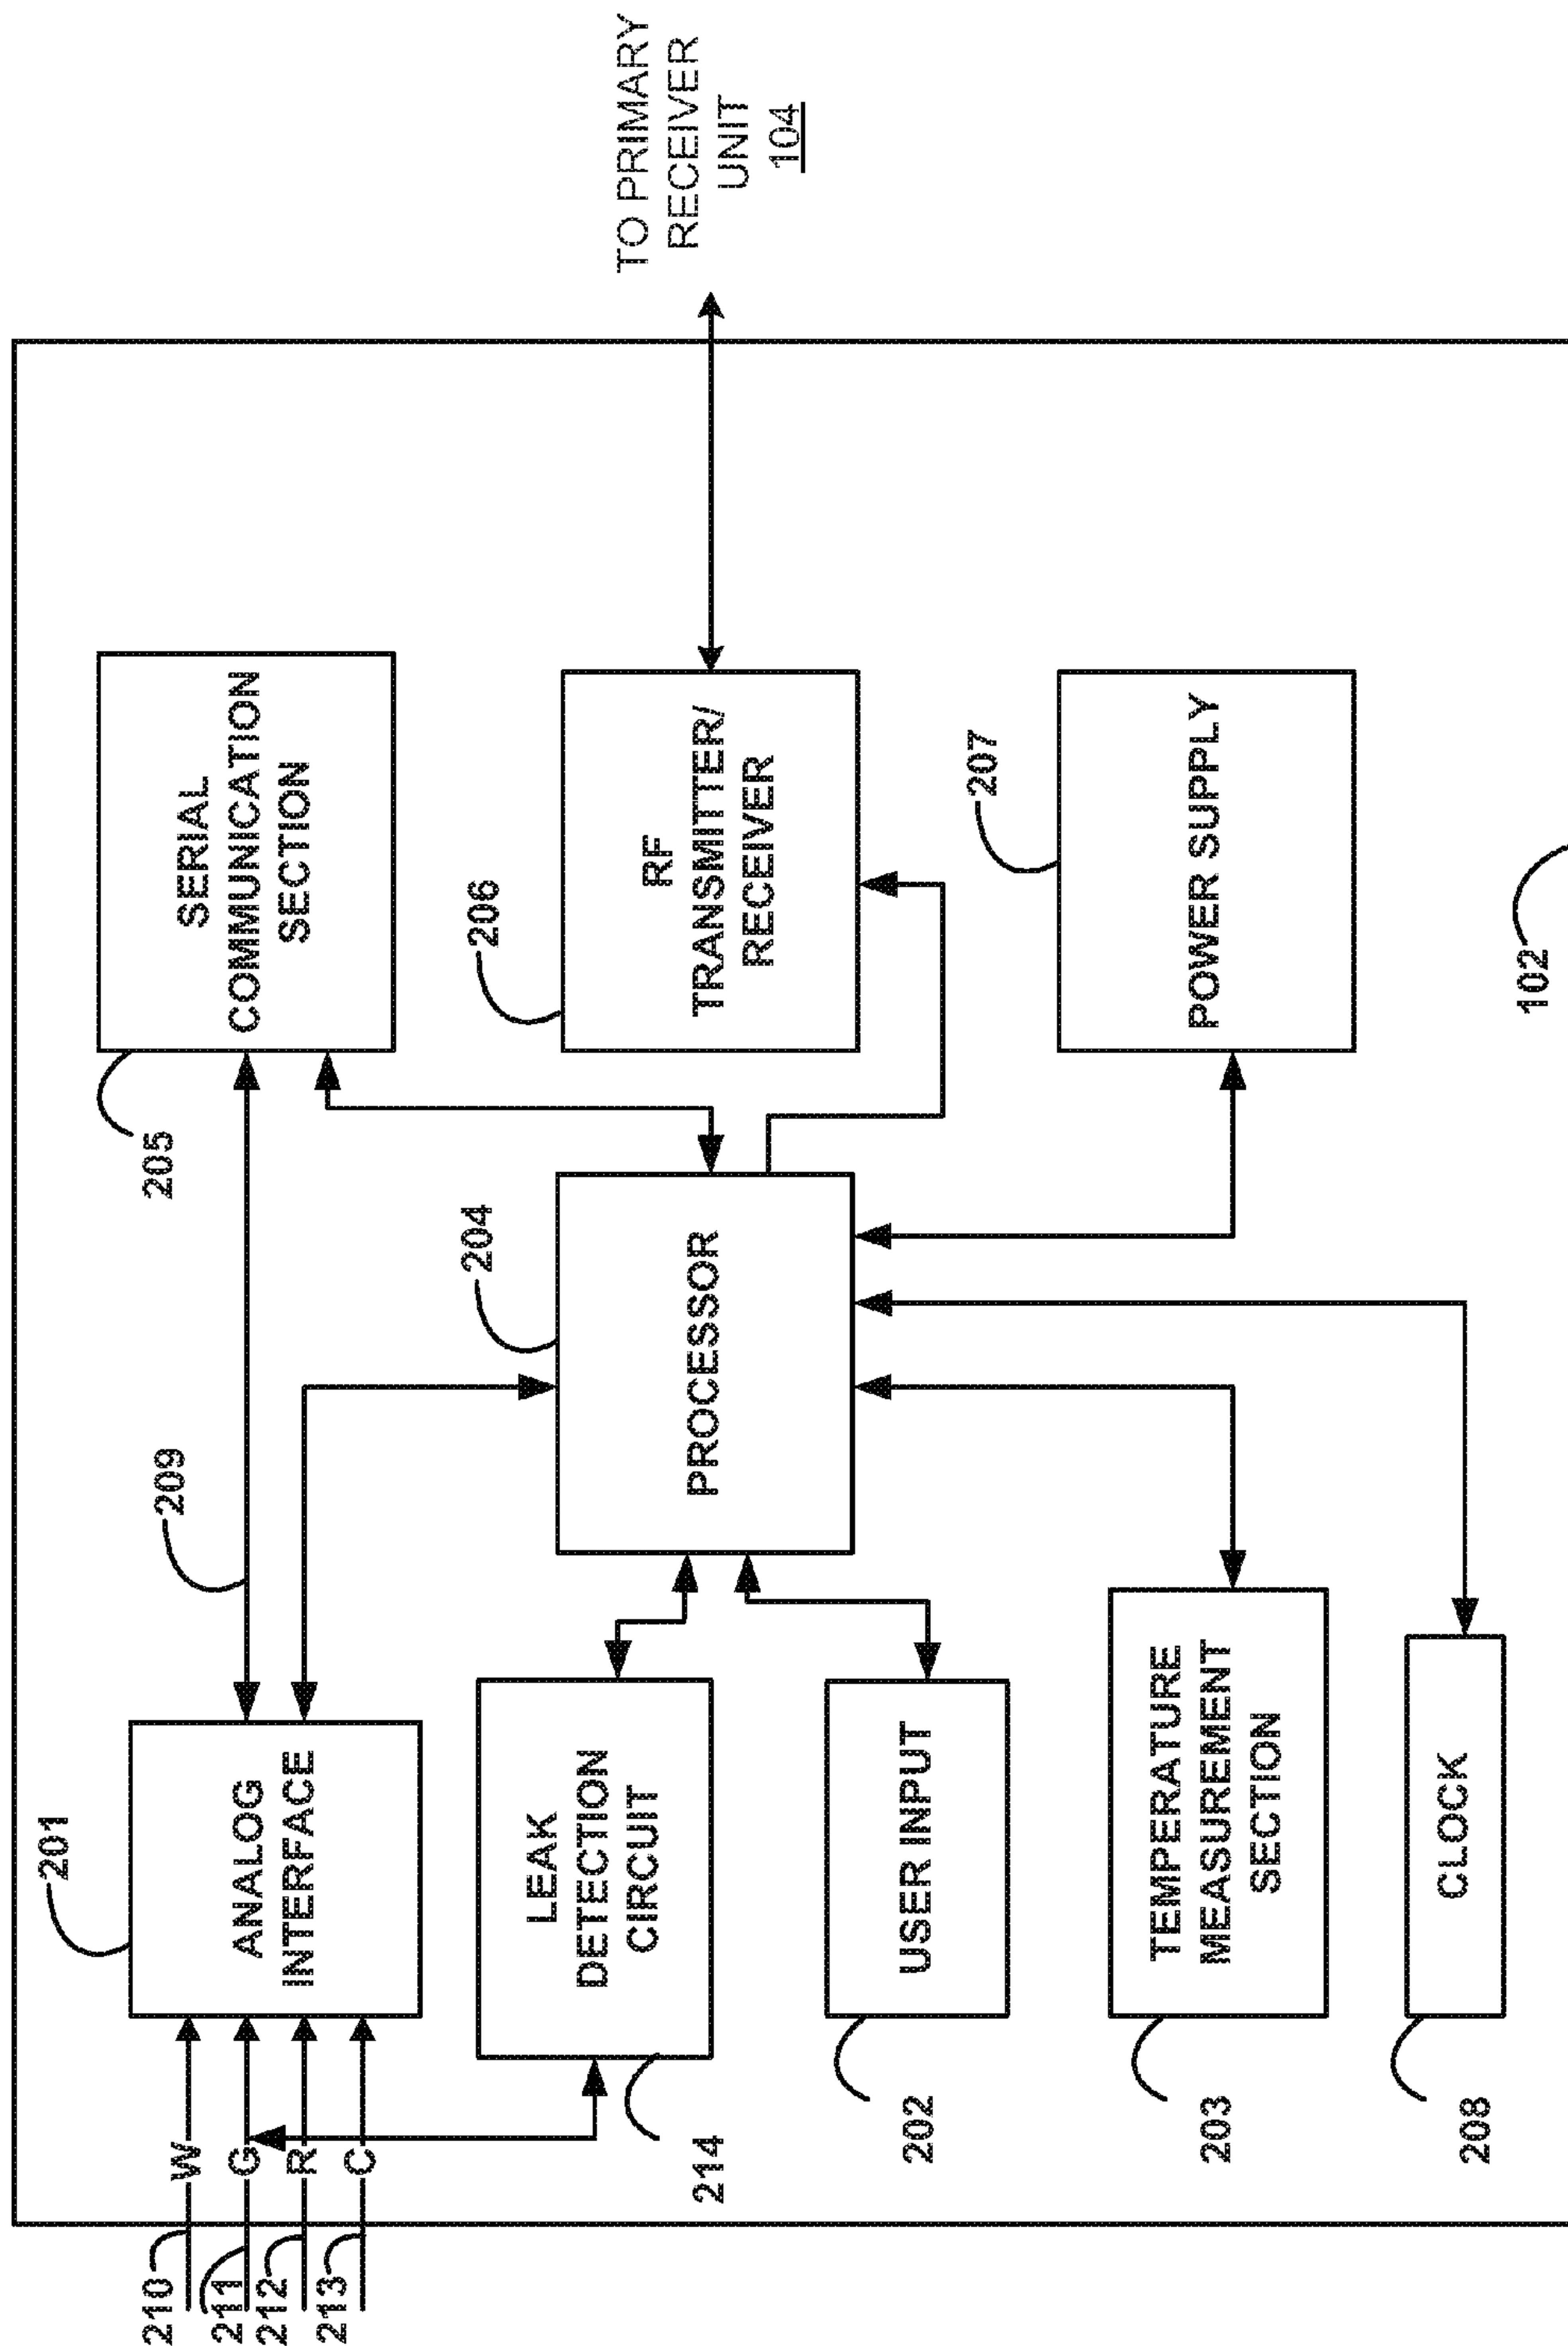 210
W
211
G
212
R
213
C
201
ANALOG
INTERFACE
209
205
SERIAL
COMMUNICATION
SECTION
214
LEAK
DETECTION
CIRCUIT
204
PROCESSOR
206
RF
TRANSMITTER/
RECEIVER
TO PRIMARY
RECEIVER
UNIT
104
202
USER INPUT
203
TEMPERATURE
MEASUREMENT
SECTION
207
POWER SUPPLY
208
CLOCK
102